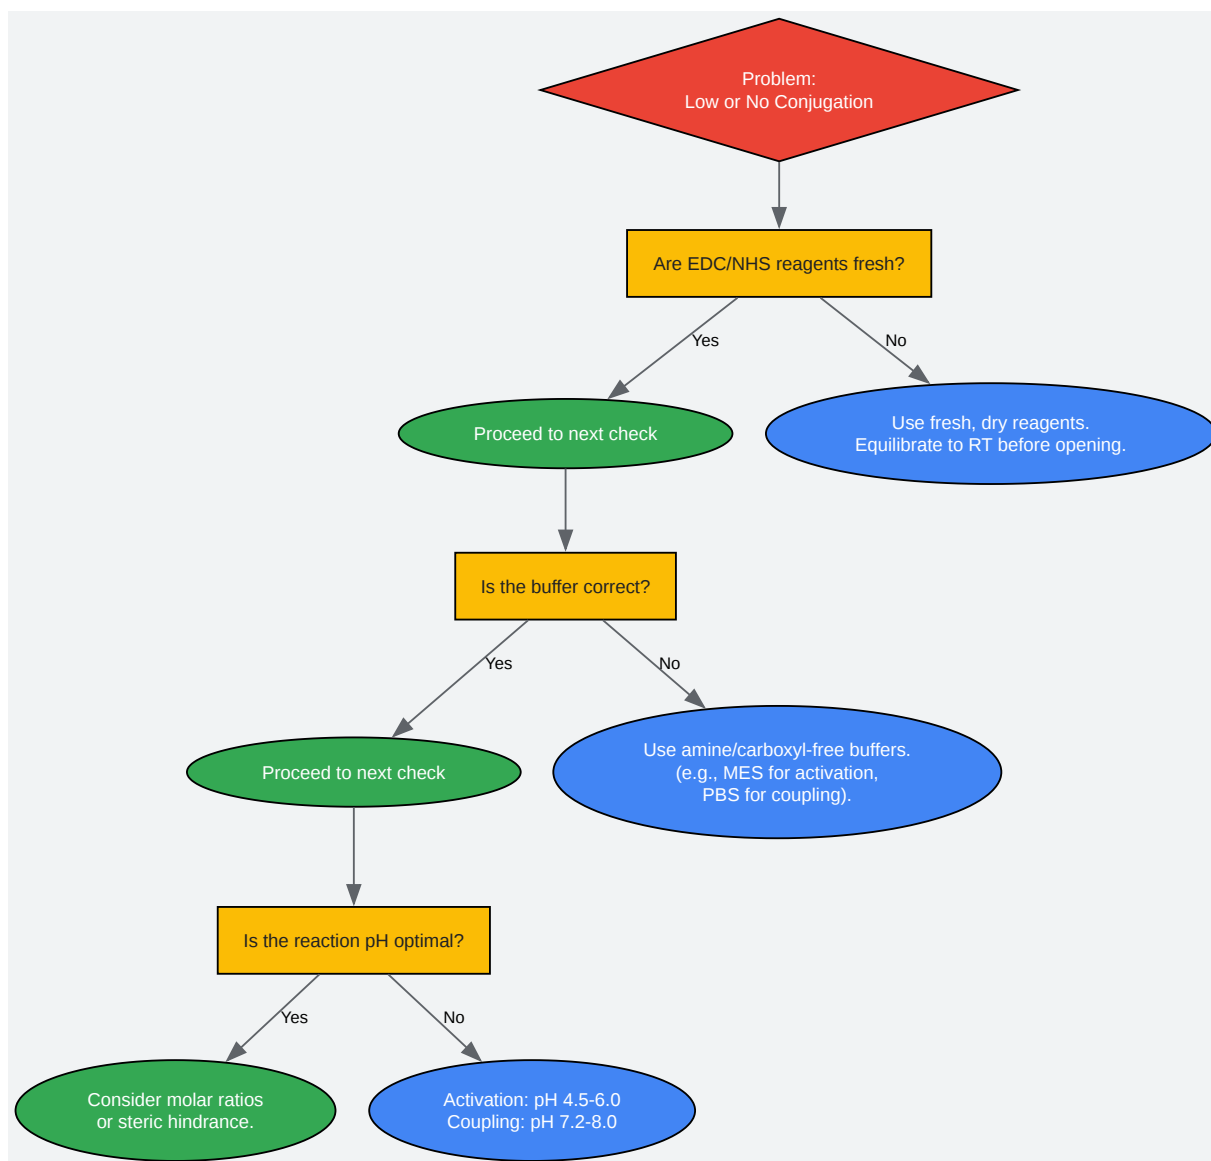 Problem:
Low or No Conjugation
Are EDC/NHS reagents fresh?
Yes
No
Proceed to next check
Use fresh, dry reagents.
Equilibrate to RT before opening.
Is the buffer correct?
Yes
No
Proceed to next check
Use amine/carboxyl-free buffers.
(e.g., MES for activation,
PBS for coupling).
Is the reaction pH optimal?
Yes
No
Consider molar ratios
or steric hindrance.
Activation: pH 4.5-6.0
Coupling: pH 7.2-8.0